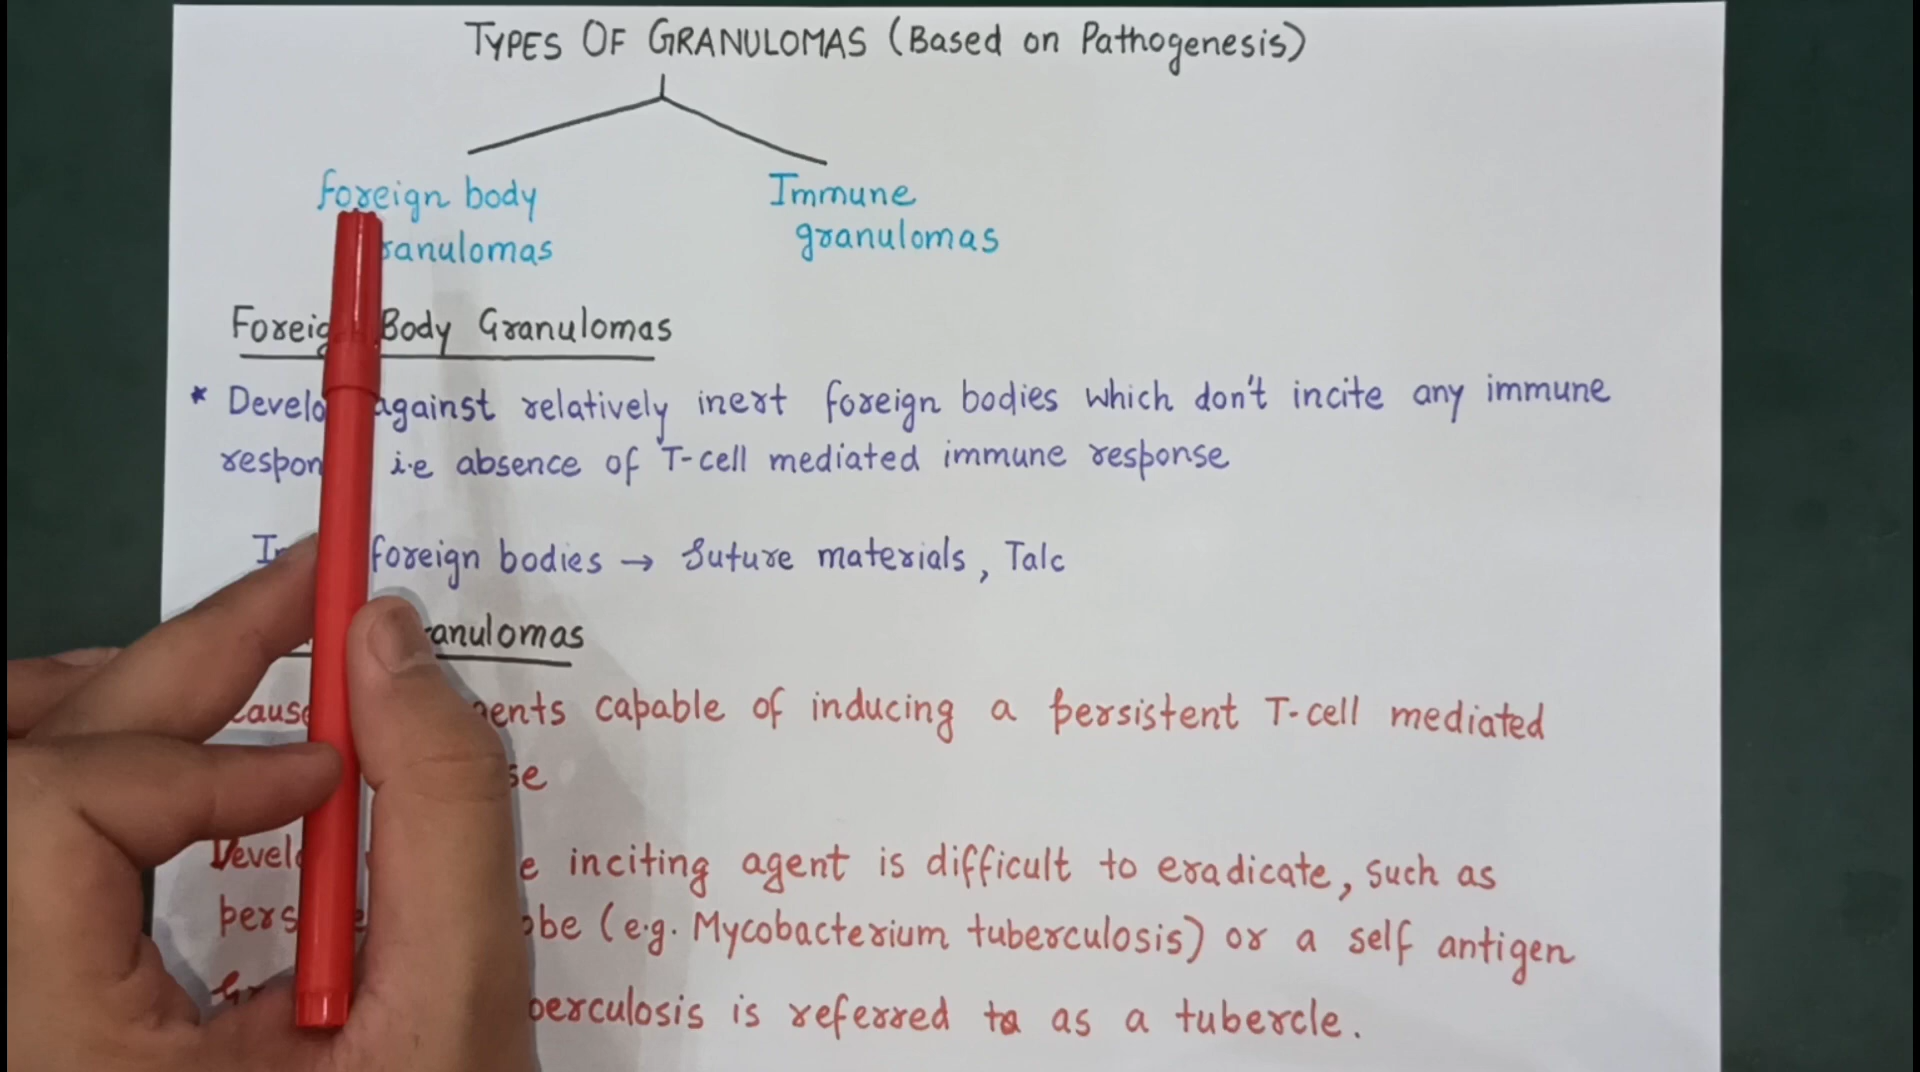 TYPES OF GRANULOMAS (Based on Pathogenesis)
Foreign body
Immune
granulomas
Body Granulomas
* against relatively inert foreign bodies which don't incite any immune
i.e absence of T-cell mediated immune response
foreign bodies → Suture materials, Talc
capable of inducing a persistent T-cell mediated
inciting agent is difficult to eradicate, such as
(e.g. Mycobacterium tuberculosis) or a self antigen
is referred to as a tubercle.